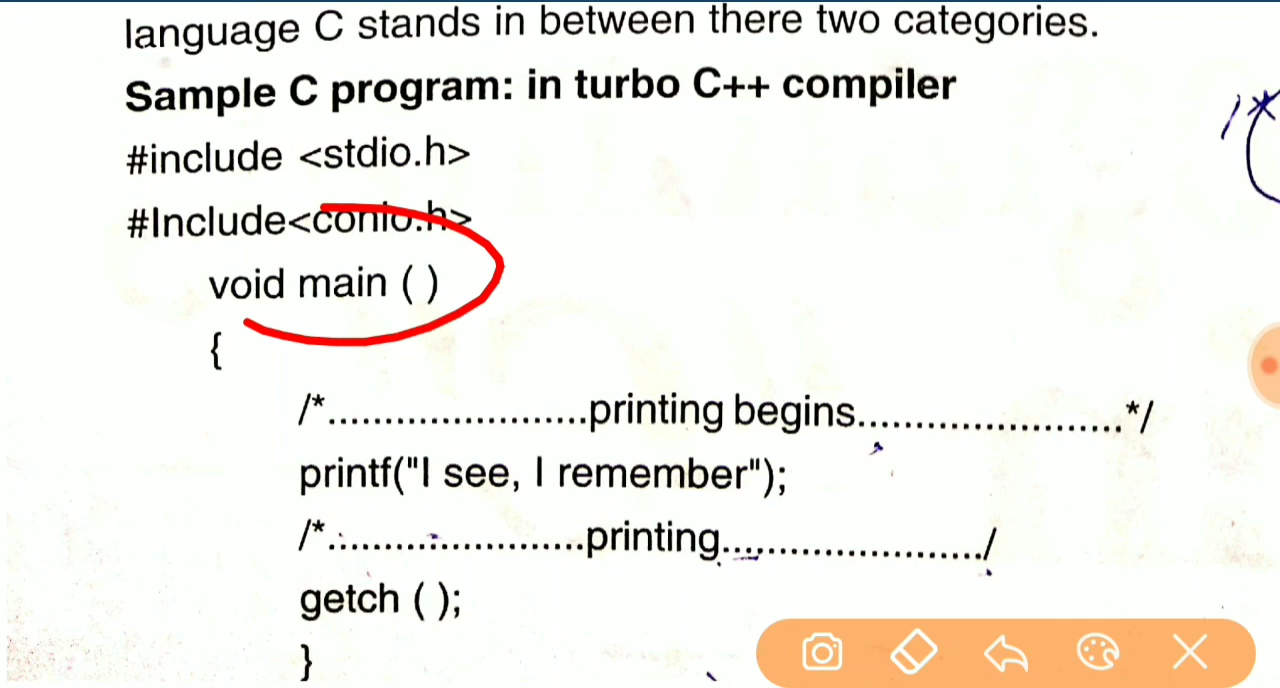 language C stands in between there two categories.
Sample C program: in turbo C++ compiler
#include <stdio.h>
#Include<conio.h>
void main ( )
{
/*.......................printing begins........................*/
printf("I see, I remember");
/*.......................printing......................./
getch ( );
}